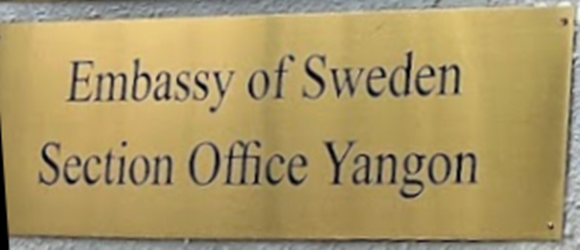 Embassy of Sweden
Section Office Yangon